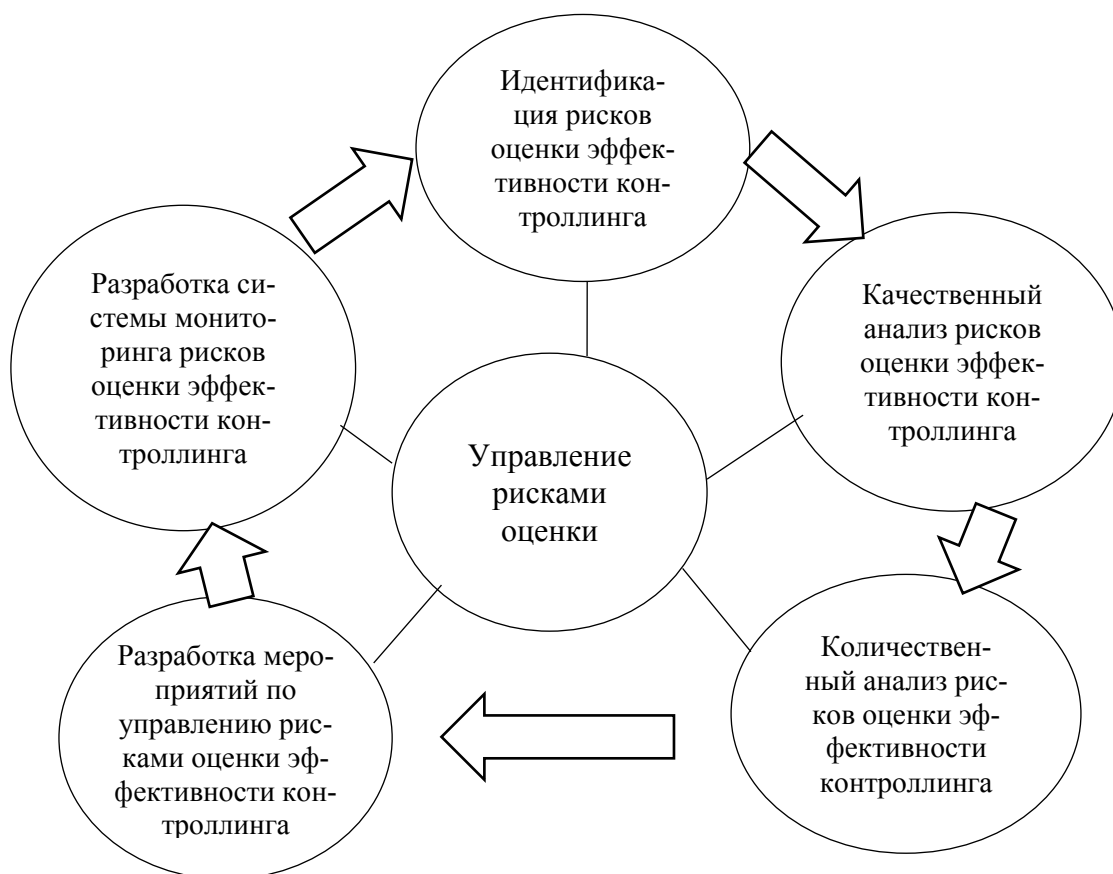 Идентифика-
ция рисков
оценки эффек-
тивности кон-
троллинга
Качественный
анализ рисков
оценки эффек-
тивности кон-
троллинга
Количествен-
ный анализ рис-
ков оценки эф-
фективности
контроллинга
Разработка меро-
приятий по
управлению рис-
ками оценки эф-
фективности кон-
троллинга
Разработка си-
стемы монито-
ринга рисков
оценки эффек-
тивности кон-
троллинга
Управление
рисками
оценки